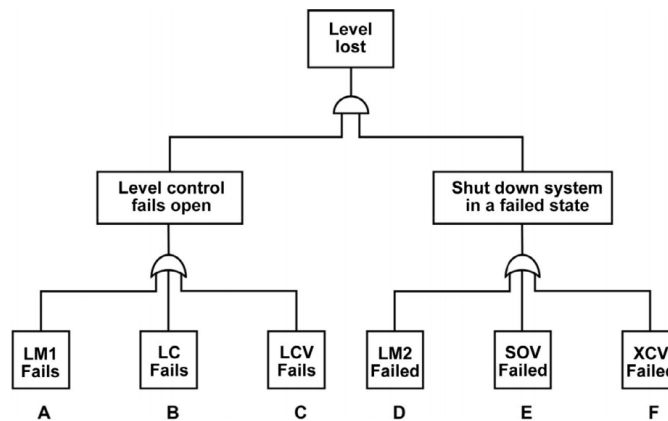 Level
lost
Level control
fails open
Shut down system
in a failed state
LM1
Fails
LC
Fails
LCV
Fails
LM2
Failed
SOV
Failed
XCV
Failed
A
B
C
D
E
F